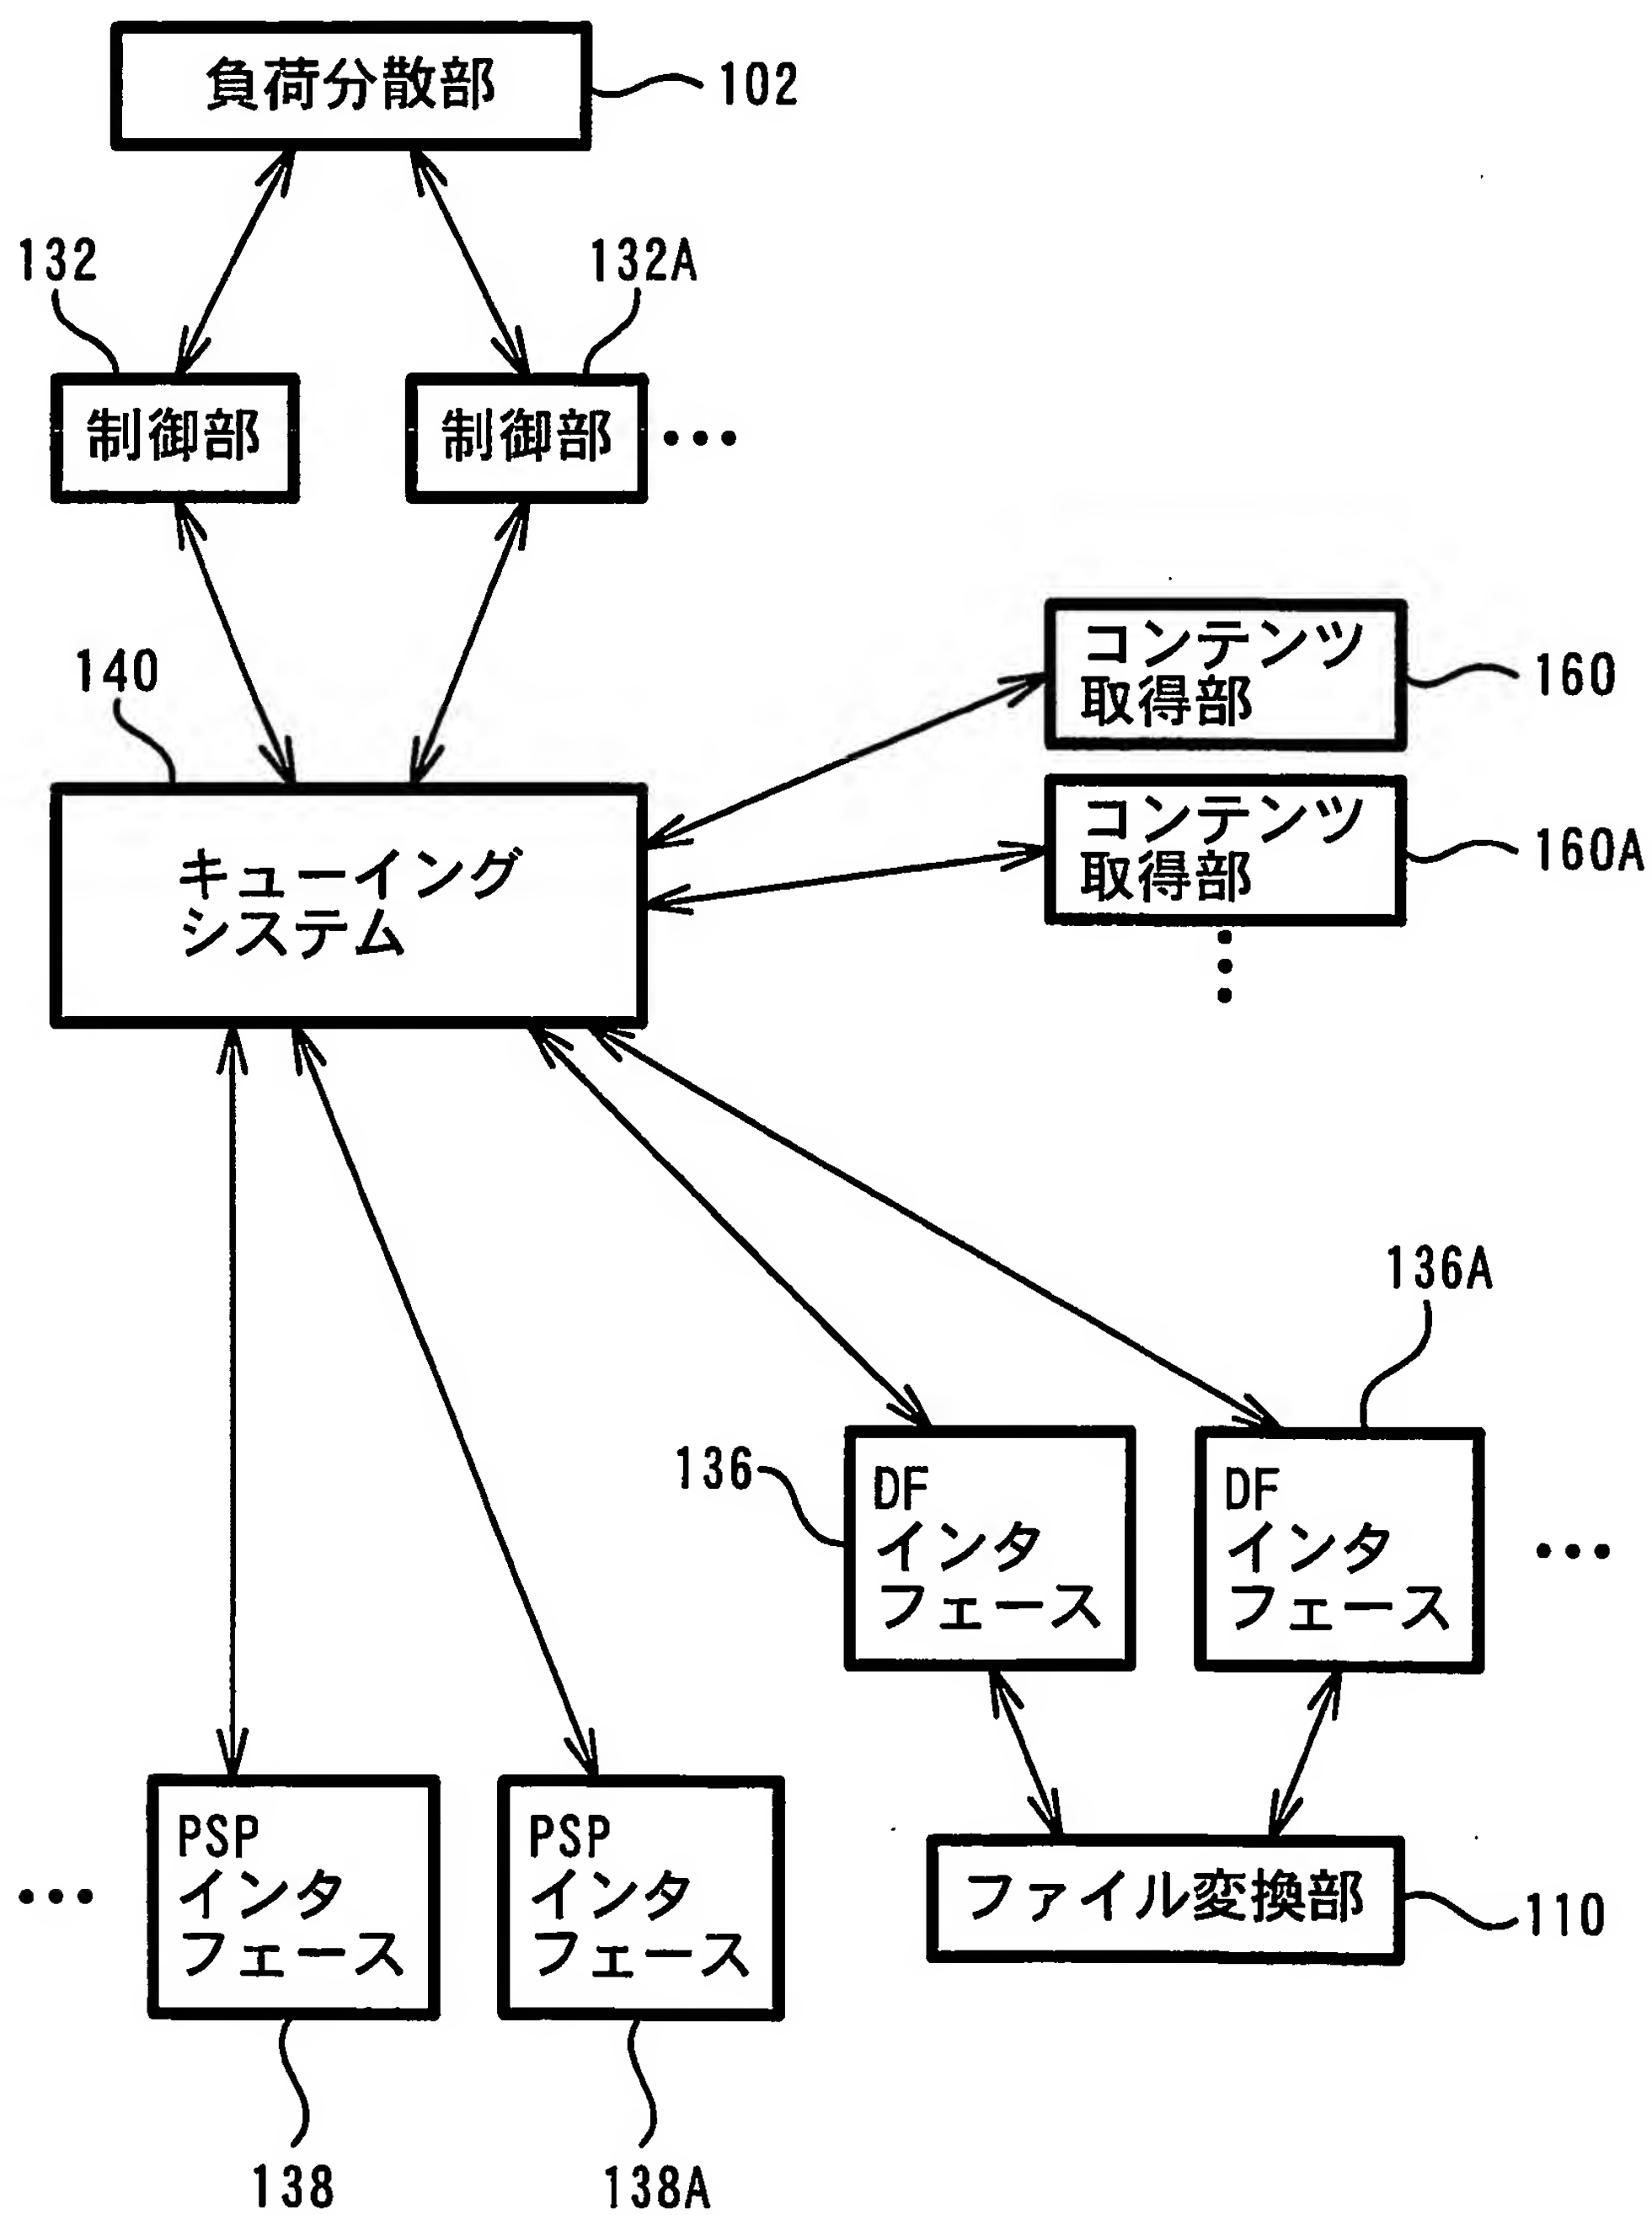 負荷分散部
102
132
132A
制御部
制御部
...
140
コンテンツ
取得部
160
コンテンツ
取得部
160A
キューイング
システム
136A
136
DF
インタ
フェース
DF
インタ
フェース
...
PSP
インタ
フェース
PSP
インタ
フェース
...
ファイル変換部
110
138
138A